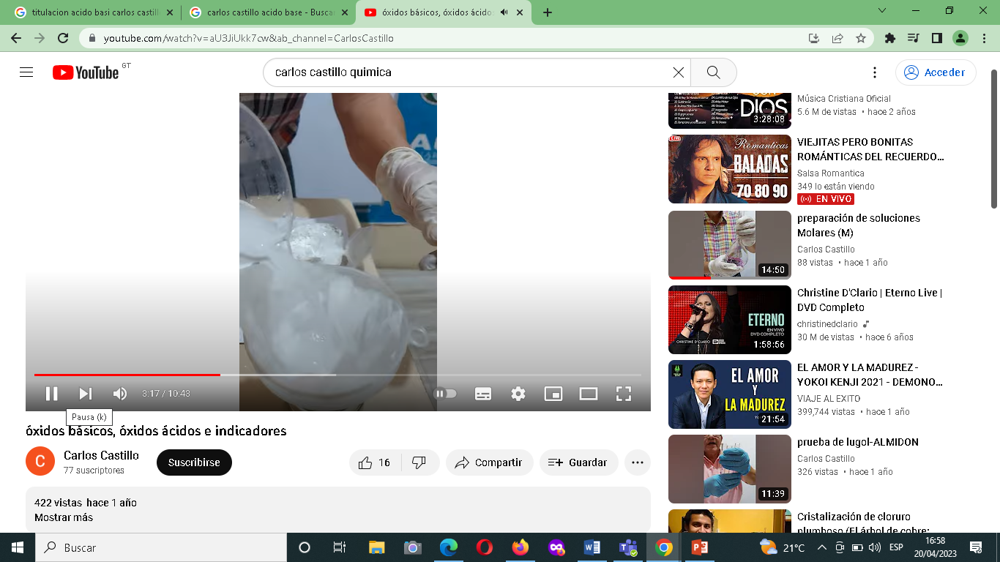 titulacion acido basi carlos castill
carlos castillo acido base - Buscar
óxidos básicos, óxidos ácidos
youtube.com/watch?v=aU3JiUkk7cw&ab_channel=CarlosCastillo
YouTube GT
carlos castillo quimica
Acceder
DIOS
3:28:08
Música Cristiana Oficial
5.6 M de vistas • hace 2 años
LIVE
Romanticas
BALADAS
70 80 90
VIEJITAS PERO BONITAS
ROMÁNTICAS DEL RECUERDO...
Salsa Romantica
349 lo están viendo
EN VIVO
14:50
preparación de soluciones
Molares (M)
Carlos Castillo
88 vistas • hace 1 año
ETERNO
EN VIVO
DVD COMPLETO
CHRISTINE D'CLARIO
1:58:56
Christine D'Clario | Eterno Live |
DVD Completo
christinedclario
30 M de vistas • hace 6 años
EL AMOR
Y
LA MADUREZ
21:54
EL AMOR Y LA MADUREZ -
YOKOI KENJI 2021 - DEMONO...
VIAJE AL EXITO
399,744 vistas • hace 1 año
11:39
prueba de lugol-ALMIDON
Carlos Castillo
326 vistas • hace 1 año
Cristalización de cloruro
plumboso (El árbol de cobre:
3:17 / 10:43
Pausa (k)
óxidos básicos, óxidos ácidos e indicadores
C
Carlos Castillo
77 suscriptores
Suscribirse
16
Compartir
Guardar
422 vistas hace 1 año
Mostrar más
Buscar
21°C
ESP
16:58
20/04/2023